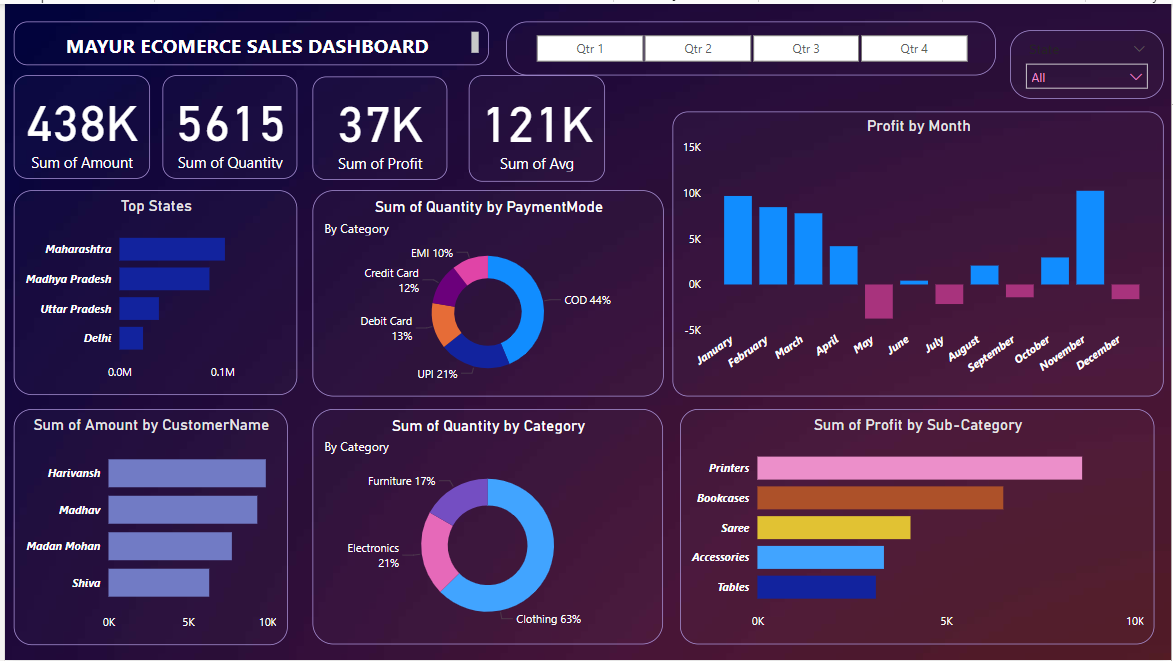 MAYUR ECOMERCE SALES DASHBOARD
Qtr 1
Qtr 2
Qtr 3
Qtr 4
All
438K
Sum of Amount
5615
Sum of Quantity
37K
Sum of Profit
121K
Sum of Avg
Profit by Month
15K
10K
5K
0K
-5K
January
February
March
April
May
June
July
August
September
October
November
December
Top States
Maharashtra
Madhya Pradesh
Uttar Pradesh
Delhi
0.0M
0.1M
Sum of Quantity by PaymentMode
By Category
EMI 10%
Credit Card
12%
Debit Card
13%
UPI 21%
COD 44%
Sum of Amount by CustomerName
Harivansh
Madhav
Madan Mohan
Shiva
0K
5K
10K
Sum of Quantity by Category
By Category
Furniture 17%
Electronics
21%
Clothing 63%
Sum of Profit by Sub-Category
Printers
Bookcases
Saree
Accessories
Tables
0K
5K
10K